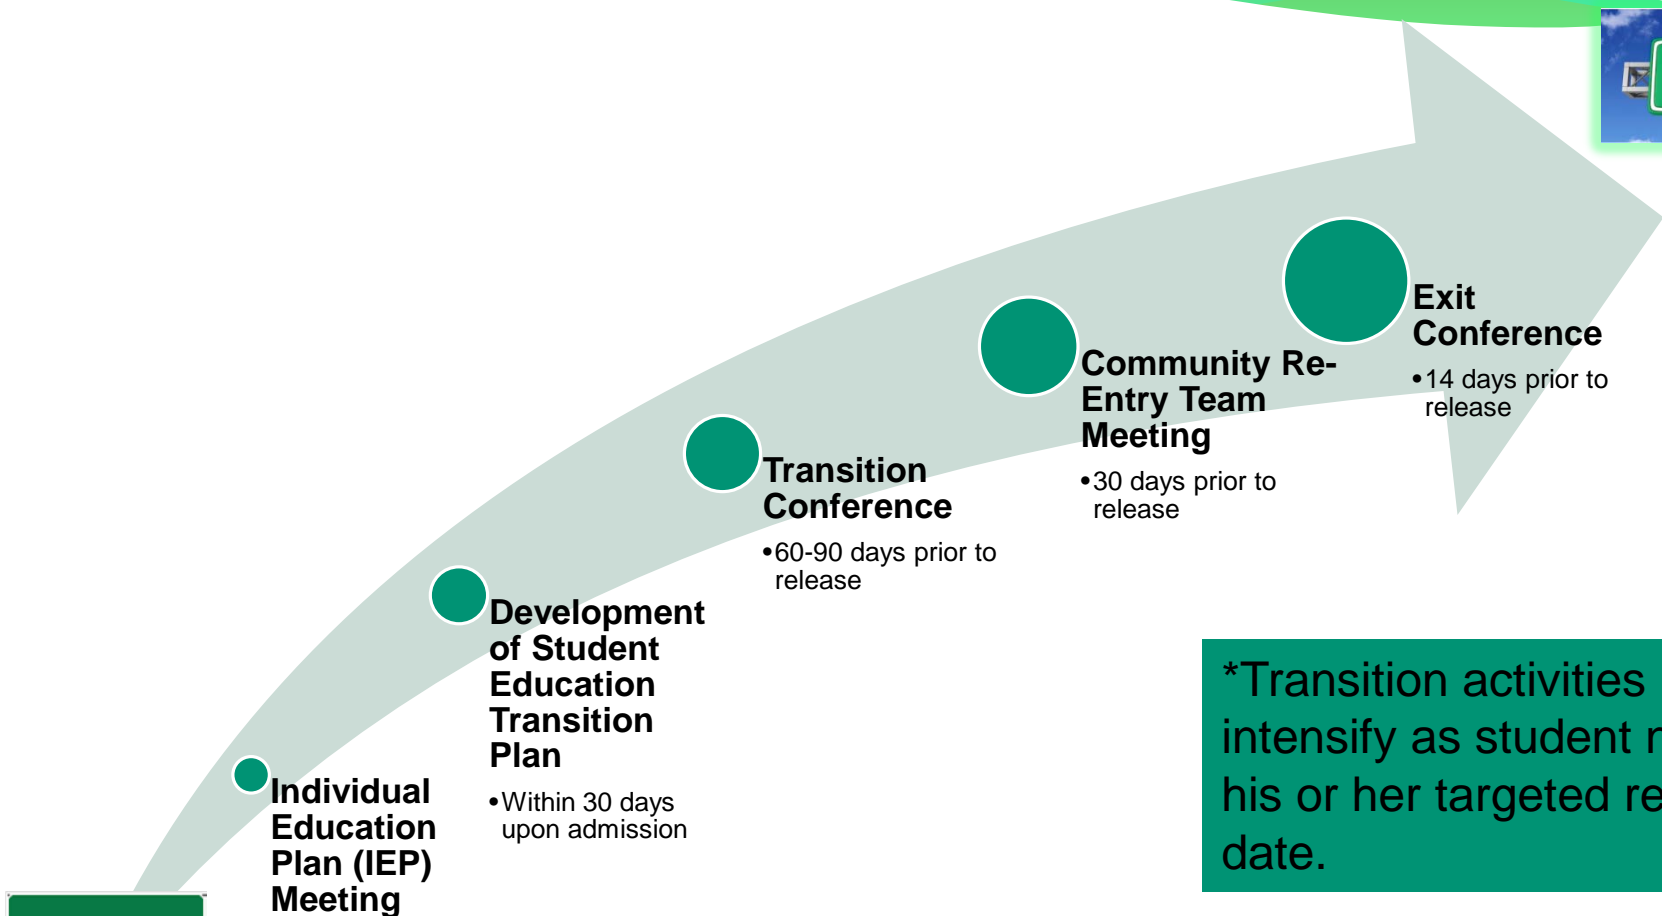 Exit
Conference
•14 days prior to
release
Community Re-
Entry Team
Meeting
•30 days prior to
release
Transition
Conference
•60-90 days prior to
release
Development
of Student
Education
Transition
Plan
•Within 30 days
upon admission
Individual
Education
Plan (IEP)
Meeting
*Transition activities
intensify as student
his or her targeted
date.